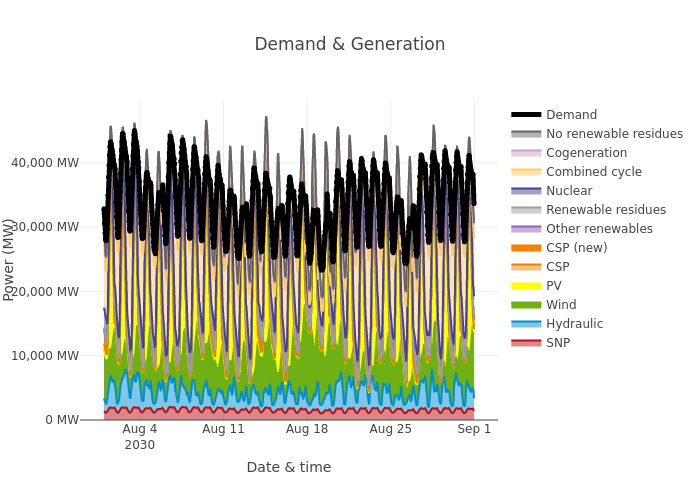 Demand & Generation
Power (MW)
40,000 MW
30,000 MW
20,000 MW
10,000 MW
0 MW
Aug 4
2030
Aug 11
Aug 18
Aug 25
Sep 1
Date & time
Demand
No renewable residues
Cogeneration
Combined cycle
Nuclear
Renewable residues
Other renewables
CSP (new)
CSP
PV
Wind
Hydraulic
SNP